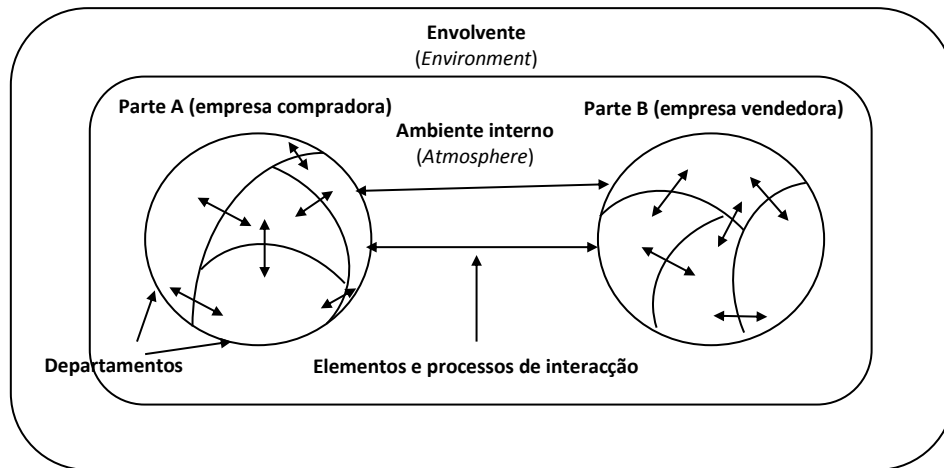 Envolvente
(Environment)
Parte A (empresa compradora)
Parte B (empresa vendedora)
Ambiente interno
(Atmosphere)
Departamentos
Elementos e processos de interacção